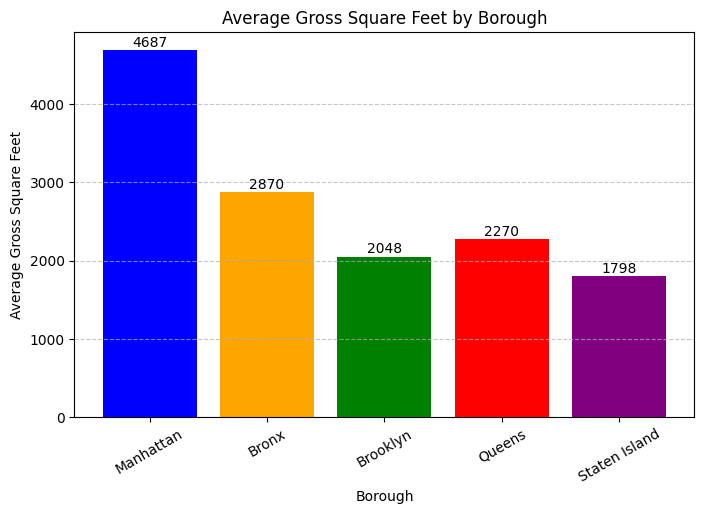 Average Gross Square Feet by Borough
4687
2870
2048
2270
1798
4000
3000
2000
1000
0
Average Gross Square Feet
Manhattan
Bronx
Brooklyn
Queens
Staten Island
Borough